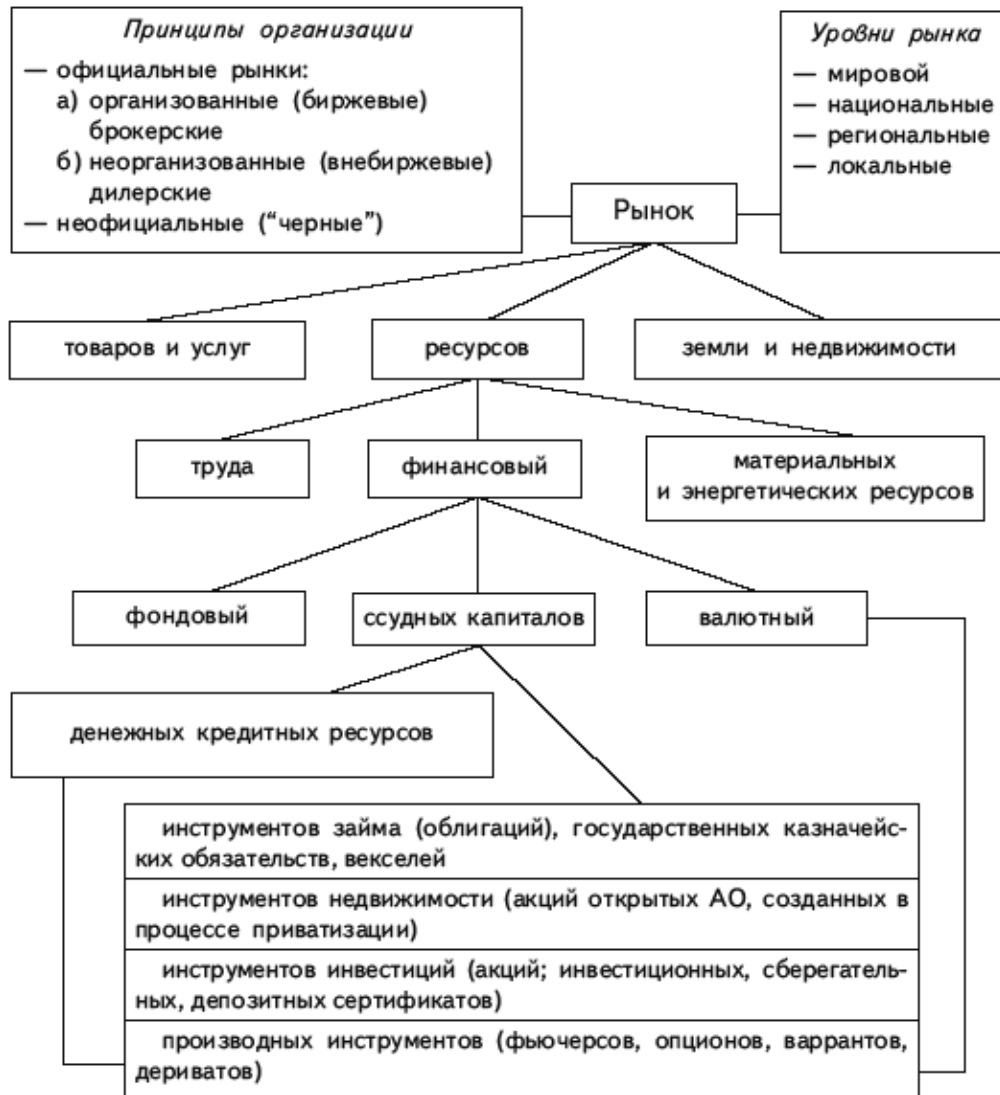 Принципы организации
— официальные рынки:
а) организованные (биржевые)
брокерские
б) неорганизованные (внебиржевые)
дилерские
— неофициальные (“черные”)
Уровни рынка
— мировой
— национальные
— региональные
— локальные
Рынок
товаров и услуг
ресурсов
земли и недвижимости
труда
финансовый
материальных
и энергетических ресурсов
фондовый
ссудных капиталов
валютный
денежных кредитных ресурсов
инструментов займа (облигаций), государственных казначейс-
ких обязательств, векселей
инструментов недвижимости (акций открытых АО, созданных в
процессе приватизации)
инструментов инвестиций (акций; инвестиционных, сберегатель-
ных, депозитных сертификатов)
производных инструментов (фьючерсов, опционов, варрантов,
дериватов)